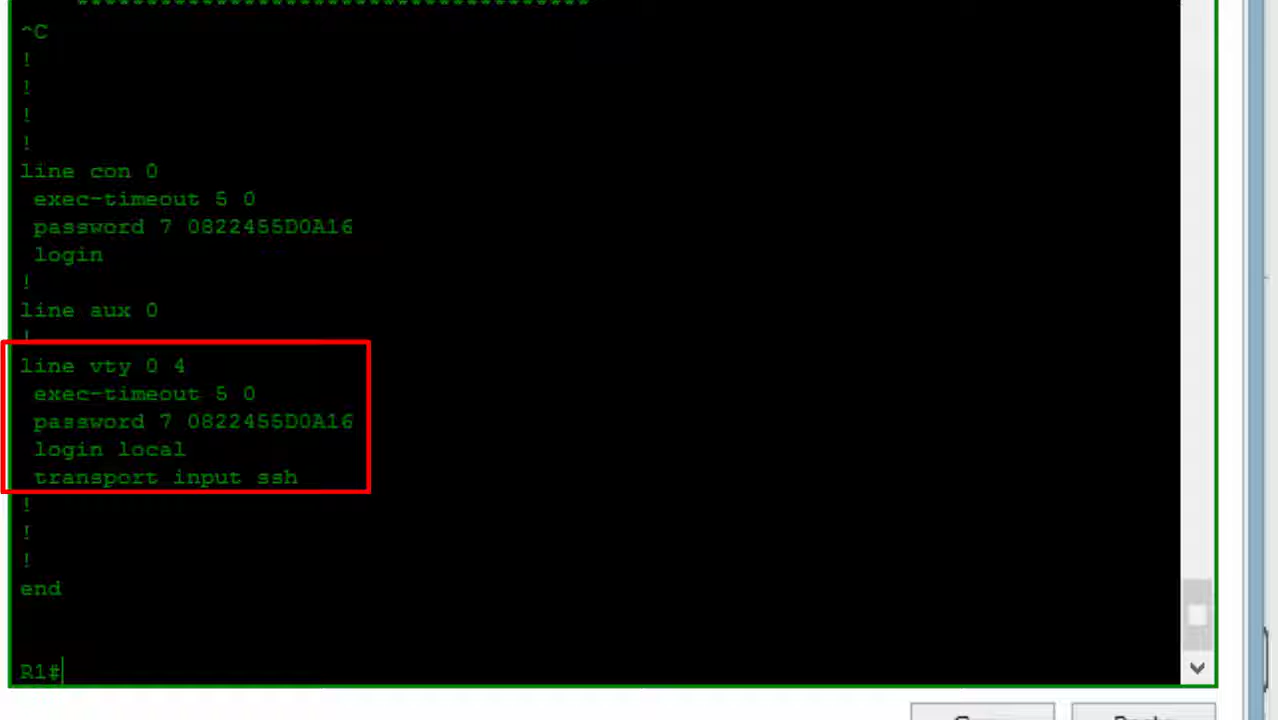 ^C
!
!
!
!
line con 0
exec-timeout 5 0
password 7 0822455D0A16
login
!
line aux 0
!
line vty 0 4
exec-timeout 5 0
password 7 0822455D0A16
login local
transport input ssh
!
!
!
end
R1#